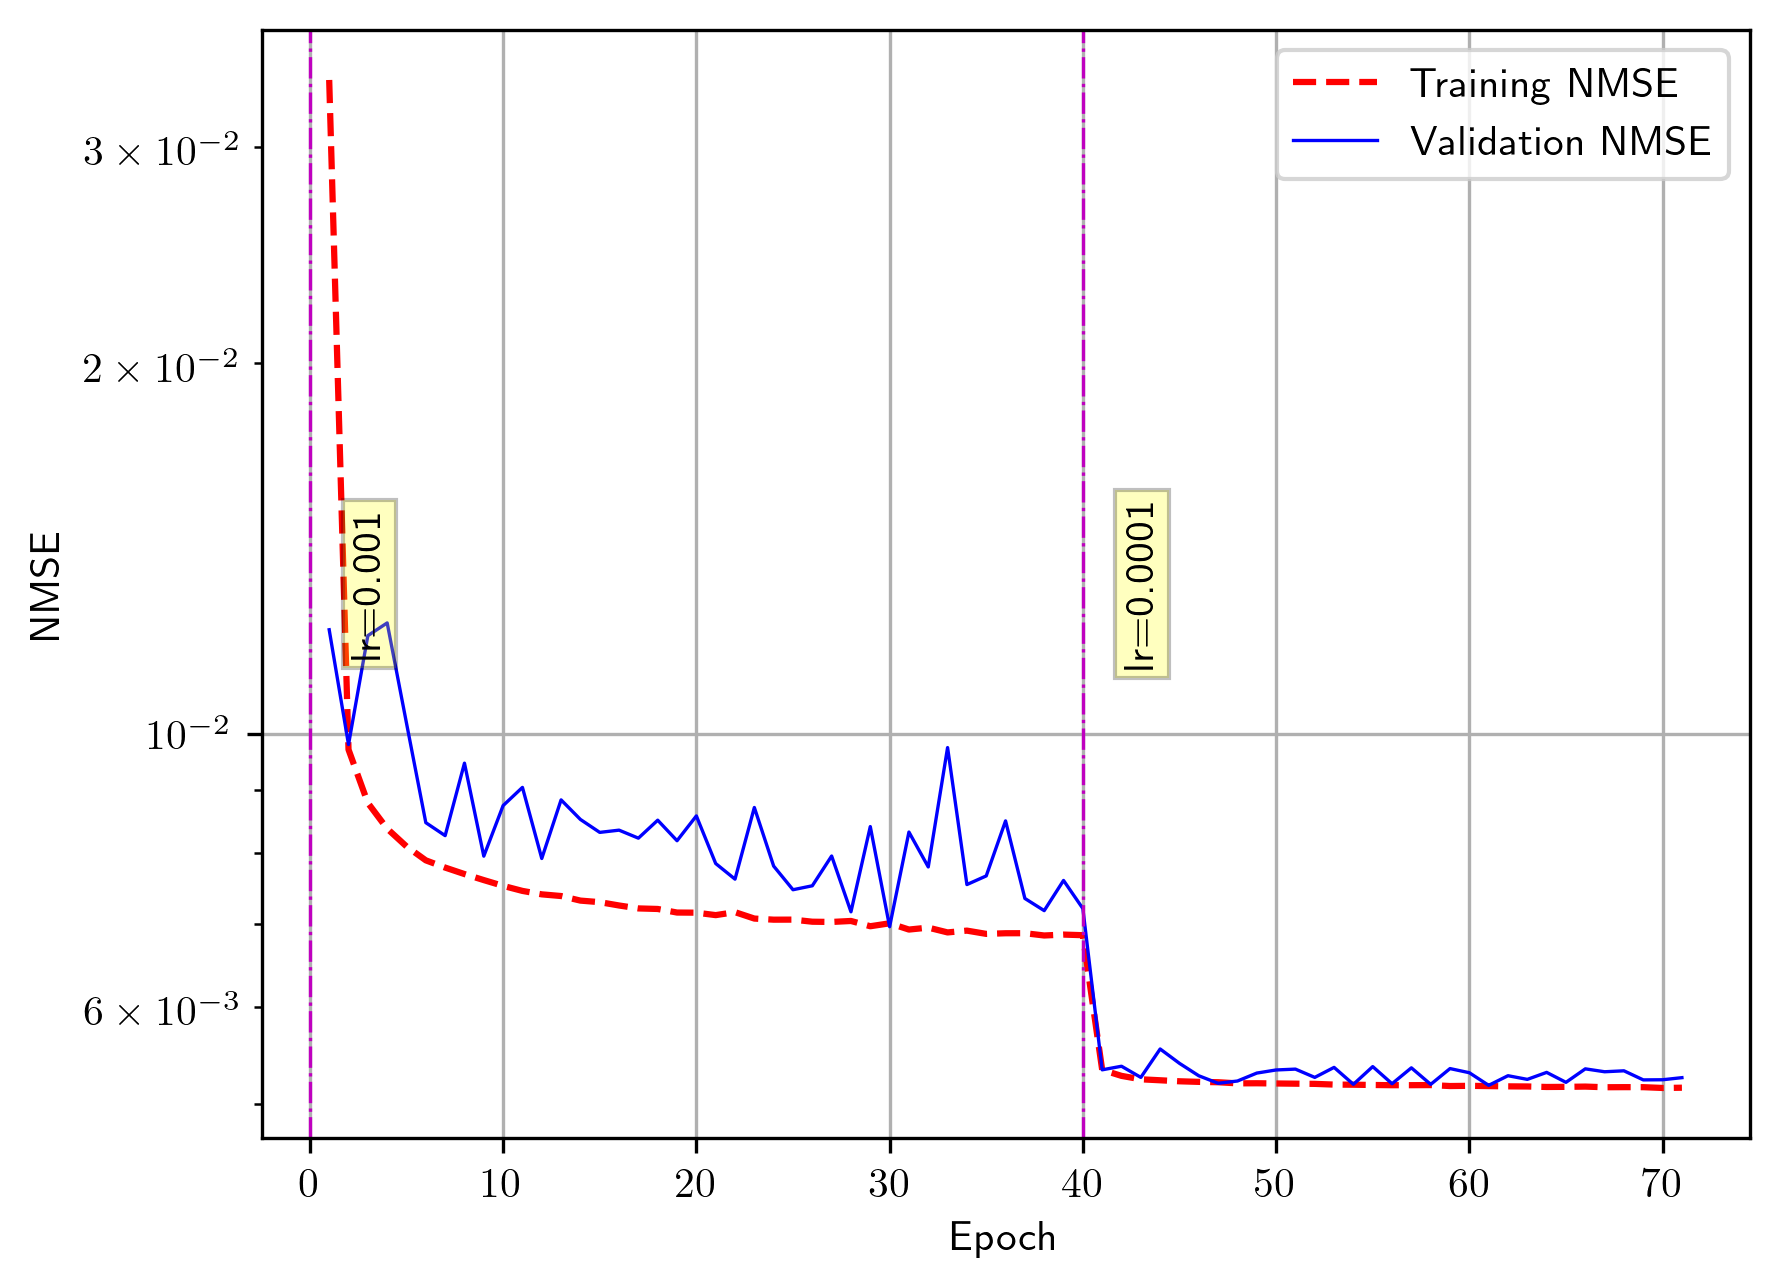 Training NMSE
Validation NMSE
3 × 10⁻²
2 × 10⁻²
10⁻²
6 × 10⁻³
NMSE
lr=0.001
lr=0.0001
0 10 20 30 40 50 60 70
Epoch